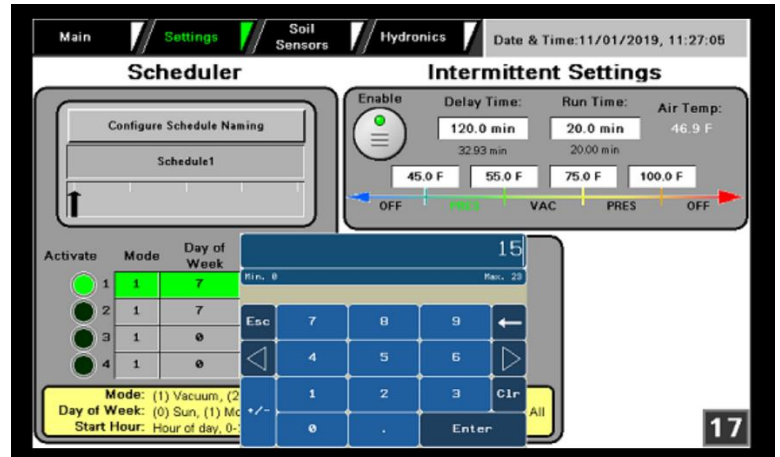 Main
Settings
Soil
Sensors
Hydronics
Date & Time:11/01/2019, 11:27:05
Scheduler
Intermittent Settings
Configure Schedule Naming
Schedule1
Enable
Delay Time:
Run Time:
Air Temp:
120.0 min
20.0 min
46.9 F
32.93 min
20.00 min
45.0 F
55.0 F
75.0 F
100.0 F
OFF
PRES
VAC
PRES
OFF
Activate
Mode
Day of
Week
1 1 7
2 1 7
3 1 0
4 1 0
15
Min. 0
Max. 23
Esc 7 8 9
4 5 6
+/- 1 2 3 Clr
0 . Enter
Mode: (1) Vacuum, (2
Day of Week: (0) Sun, (1) Mo
All
Start Hour: Hour of day, 0-
17